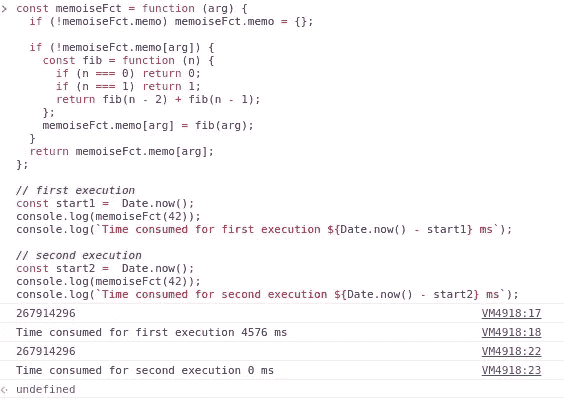 const memoiseFct = function (arg) {
if (!memoiseFct.memo) memoiseFct.memo = {};
if (!memoiseFct.memo[arg]) {
const fib = function (n) {
if (n === 0) return 0;
if (n === 1) return 1;
return fib(n - 2) + fib(n - 1);
};
memoiseFct.memo[arg] = fib(arg);
}
return memoiseFct.memo[arg];
};
// first execution
const start1 =  Date.now();
console.log(memoiseFct(42));
console.log(`Time consumed for first execution ${Date.now() - start1} ms`);
// second execution
const start2 =  Date.now();
console.log(memoiseFct(42));
console.log(`Time consumed for second execution ${Date.now() - start2} ms`);
267914296 VM4918:17
Time consumed for first execution 4576 ms VM4918:18
267914296 VM4918:22
Time consumed for second execution 0 ms VM4918:23
undefined